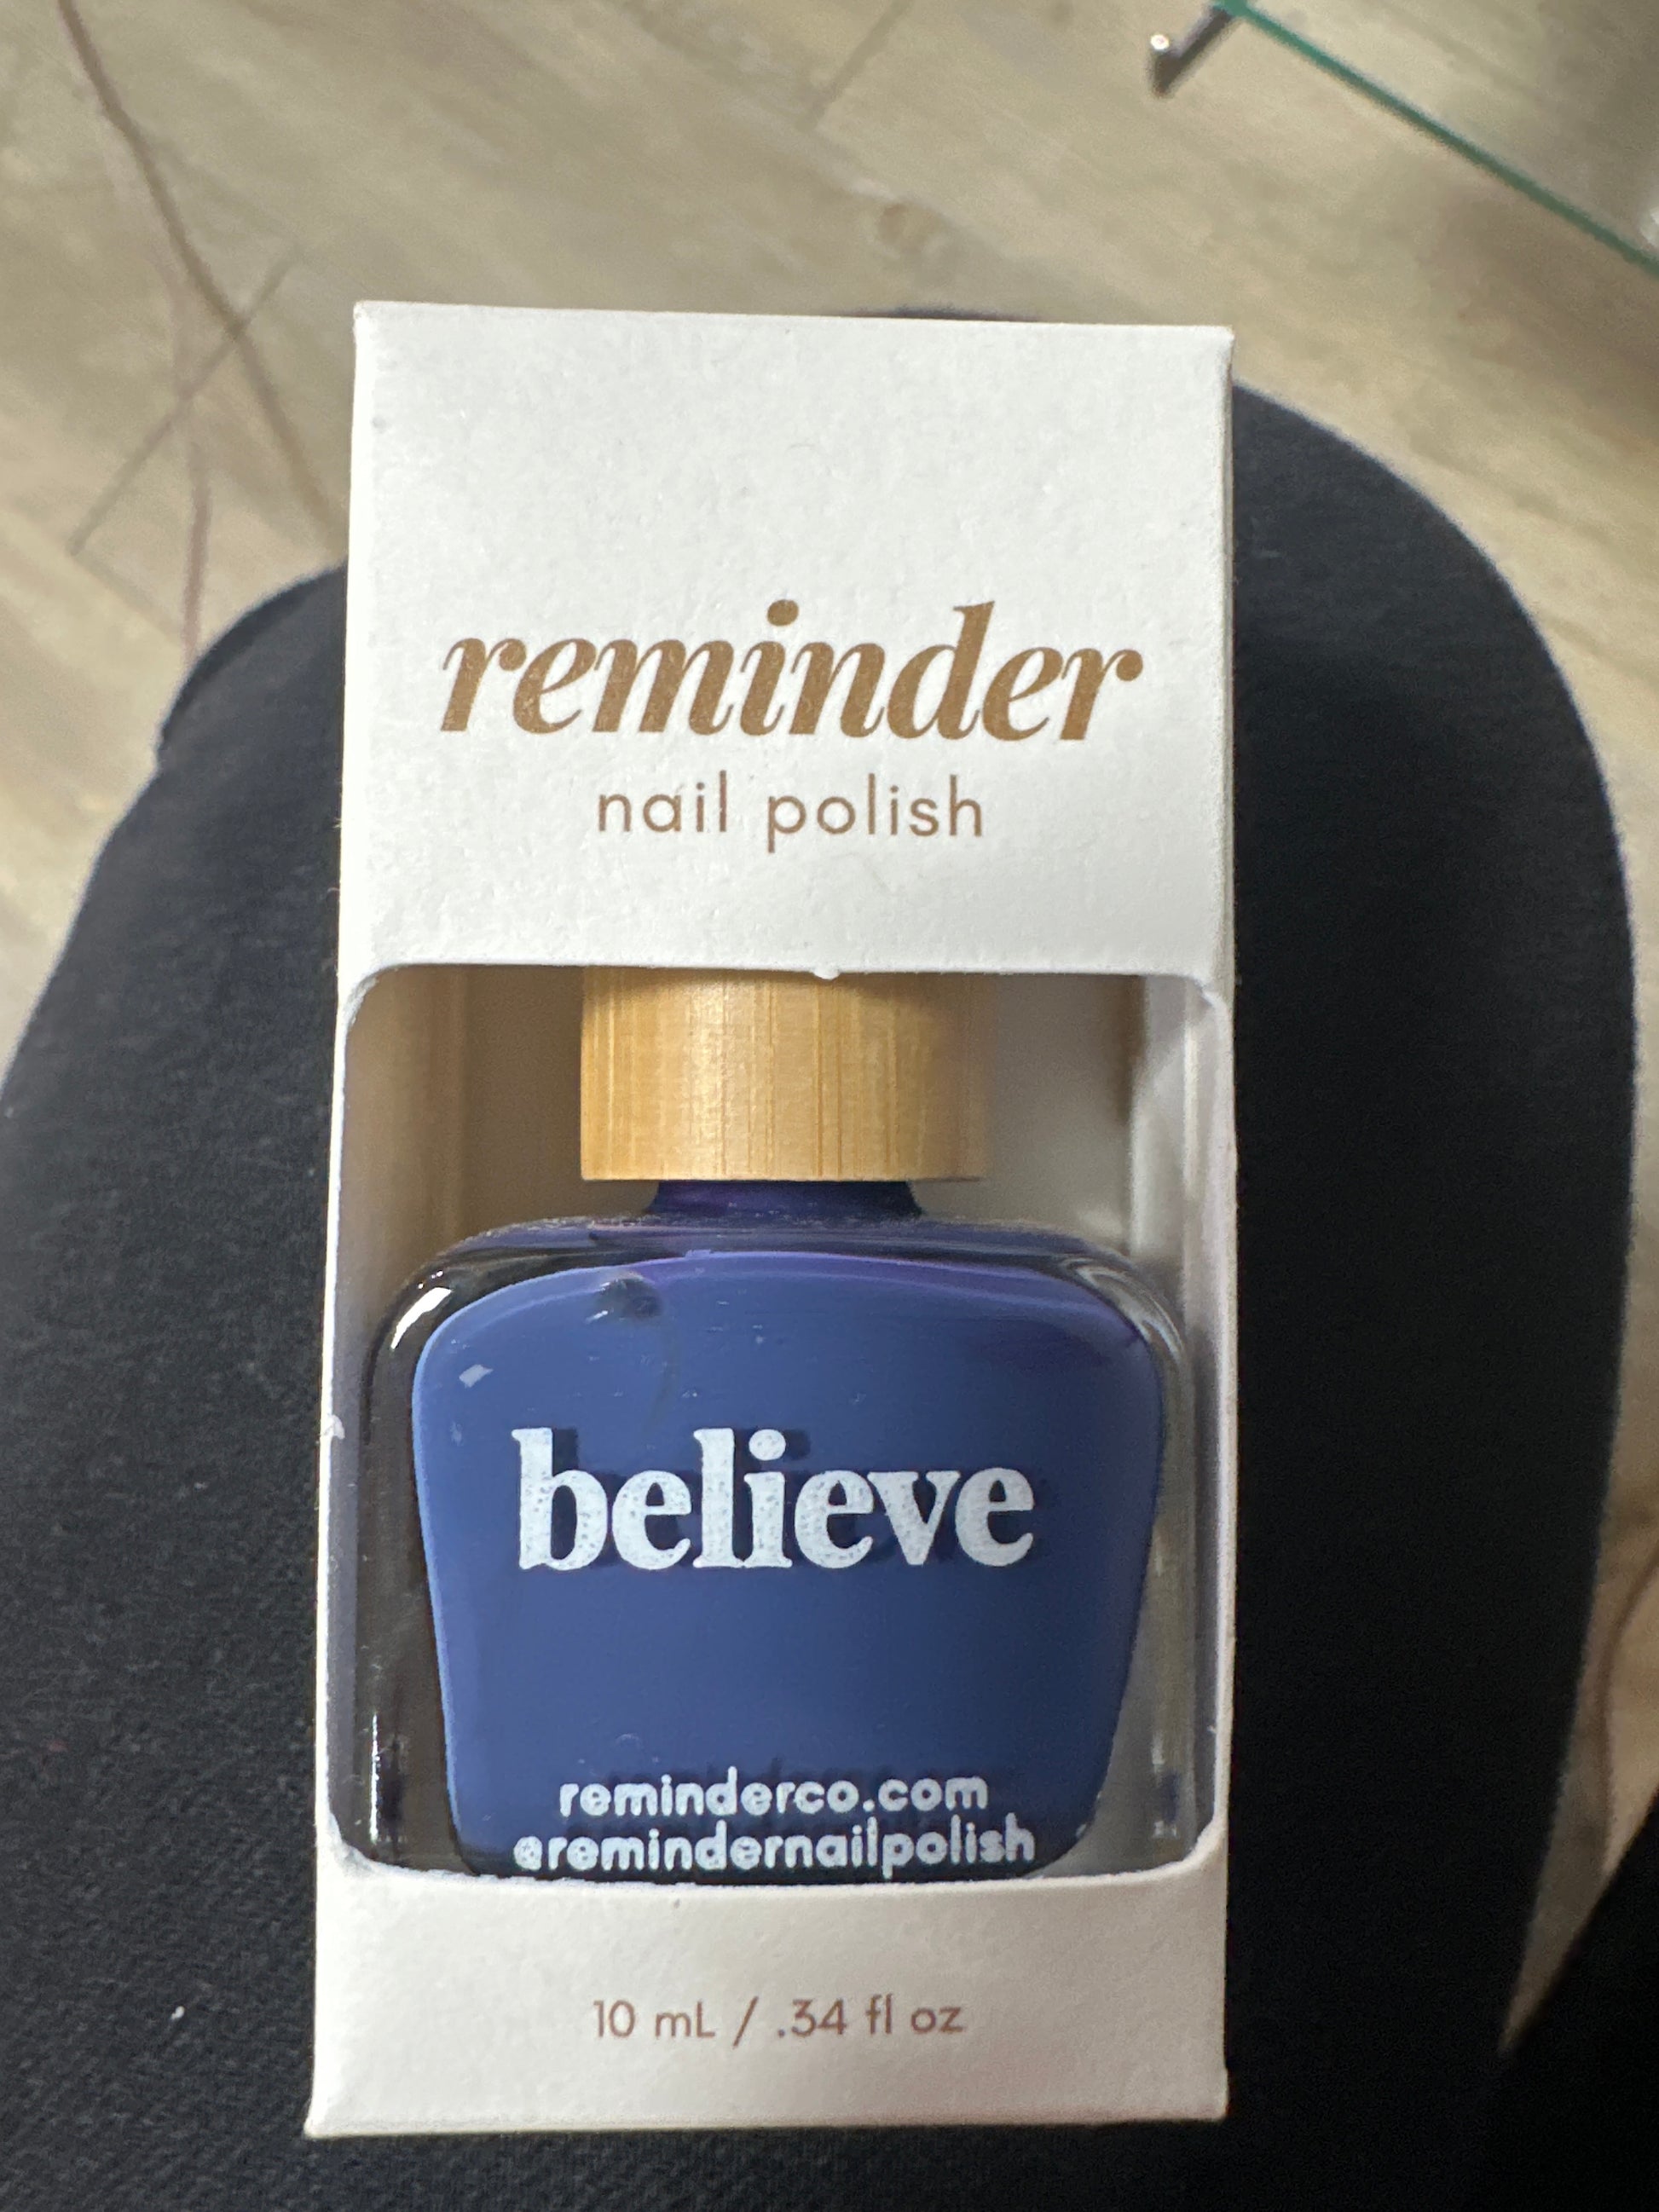 reminder
nail polish
believe
reminderco.com
@remindernailpolish
10 mL / .34 fl oz